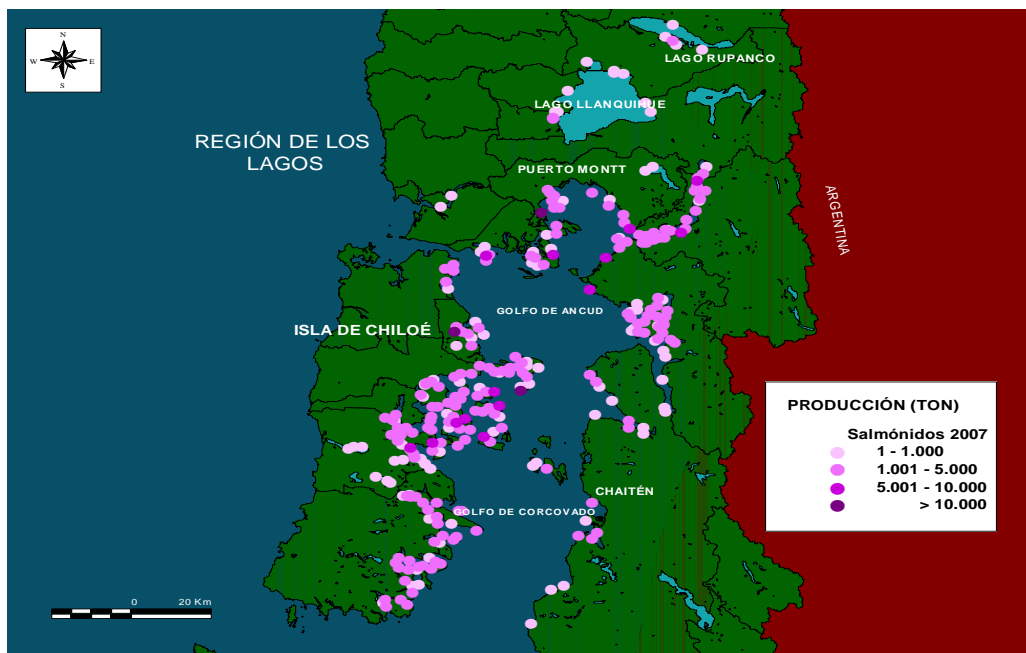 N
W E
S
LAGO RUPANCO
LAGO LLANQUIHUE
REGIÓN DE LOS
LAGOS
PUERTO MONTT
ARGENTINA
GOLFO DE ANCUD
ISLA DE CHILOÉ
PRODUCCIÓN (TON)
Salmónidos 2007
1 - 1.000
1.001 - 5.000
5.001 - 10.000
> 10.000
CHAITÉN
GOLFO DE CORCOVADO
0 20 Km